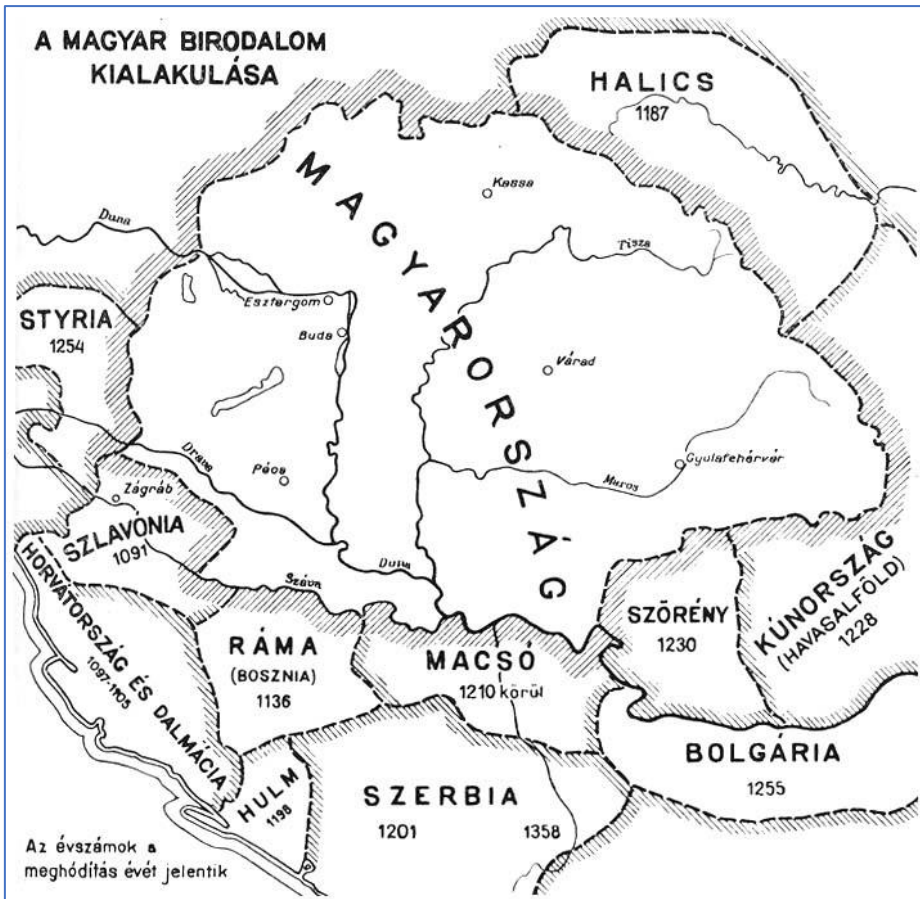 A MAGYAR BIRODALOM
KIALAKULÁSA
HALICS
1187
MAGYARORSZÁG
Kassa
Duna
Tisza
Esztergom
STYRIA
1254
Buda
Várad
Dráva
Pécs
Gyulafehérvár
Maros
Zágráb
SZLAVÓNIA
1091
Duna
Száva
HORVÁTORSZÁG ÉS DALMÁCIA
1097-1105
RÁMA
(BOSZNIA)
1136
MACSÓ
1210 körül
SZÖRÉNY
1230
KÚNORSZÁG
(HAVASALFÖLD)
1228
BOLGÁRIA
1255
HULM
1198
SZERBIA
1201
1358
Az évszámok a
meghódítás évét jelentik